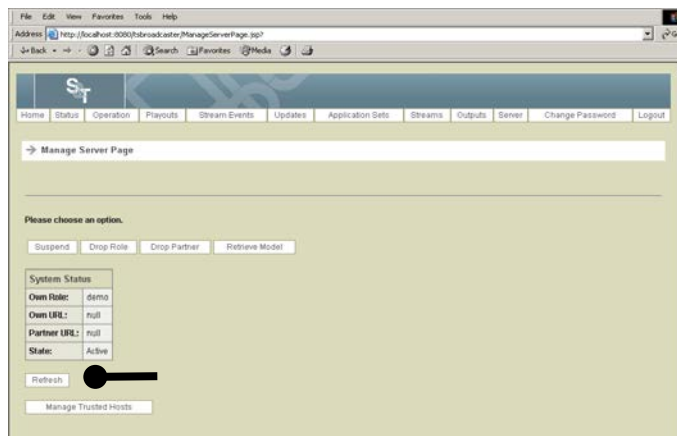 File Edit View Favorites Tools Help
Address http://localhost:8080/tsbroadcaster/ManageServerPage.jsp?
Back Search Favorites Media
ST
Home Status Operation Playouts Stream Events Updates Application Sets Streams Outputs Server Change Password Logout
Manage Server Page
Please choose an option.
Suspend Drop Role Drop Partner Retrieve Model
System Status
Own Role: demo
Own URL: null
Partner URL: null
State: Active
Refresh
Manage Trusted Hosts